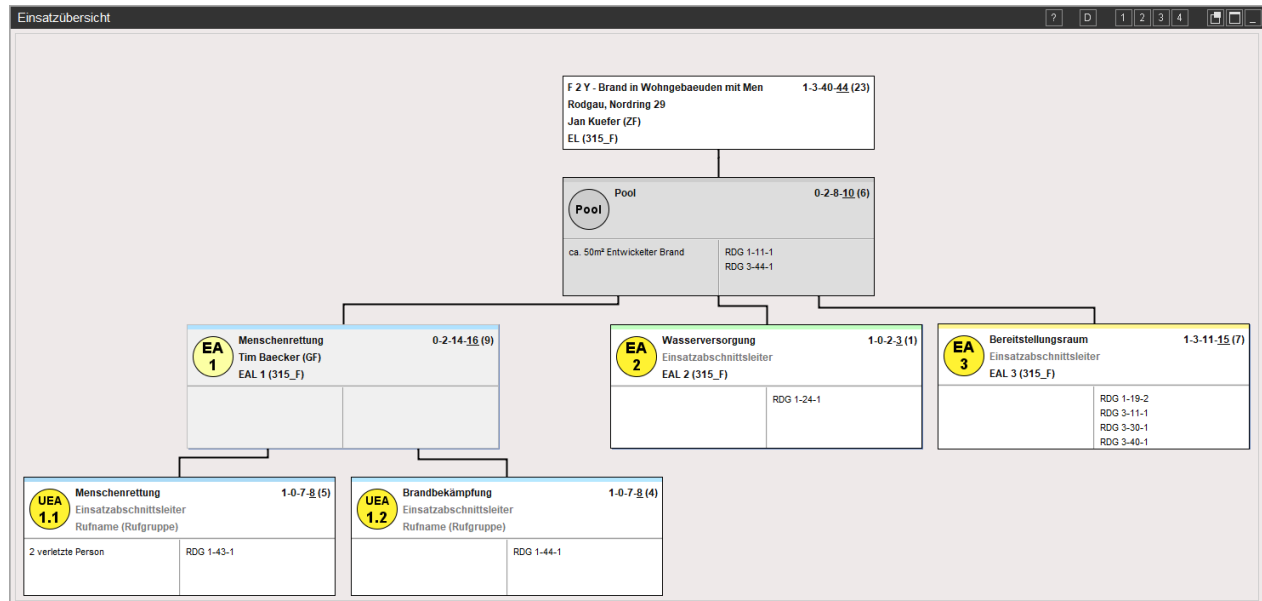 Einsatzübersicht ? D 1 2 3 4
F 2 Y - Brand in Wohngebaeuden mit Men 1-3-40-44 (23)
Rodgau, Nordring 29
Jan Kuefer (ZF)
EL (315_F)
Pool
Pool 0-2-8-10 (6)
ca. 50m² Entwickelter Brand
RDG 1-11-1
RDG 3-44-1
EA
1
Menschenrettung 0-2-14-16 (9)
Tim Baecker (GF)
EAL 1 (315_F)
EA
2
Wasserversorgung 1-0-2-3 (1)
Einsatzabschnittsleiter
EAL 2 (315_F)
RDG 1-24-1
EA
3
Bereitstellungsraum 1-3-11-15 (7)
Einsatzabschnittsleiter
EAL 3 (315_F)
RDG 1-19-2
RDG 3-11-1
RDG 3-30-1
RDG 3-40-1
UEA
1.1
Menschenrettung 1-0-7-8 (5)
Einsatzabschnittsleiter
Rufname (Rufgruppe)
2 verletzte Person
RDG 1-43-1
UEA
1.2
Brandbekämpfung 1-0-7-8 (4)
Einsatzabschnittsleiter
Rufname (Rufgruppe)
RDG 1-44-1